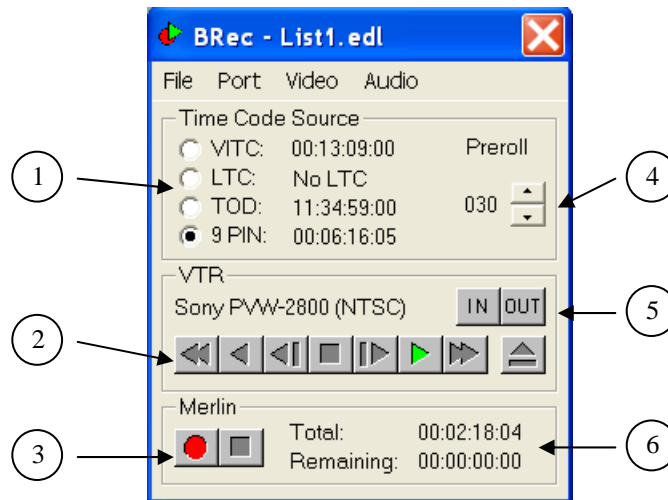 BRec - List1.edl
File Port Video Audio
Time Code Source
VITC: 00:13:09:00 Preroll
1 LTC: No LTC 4
TOD: 11:34:59:00 030
9 PIN: 00:06:16:05
VTR
Sony PVW-2800 (NTSC) IN OUT 5
2
Merlin
Total: 00:02:18:04 6
3 Remaining: 00:00:00:00